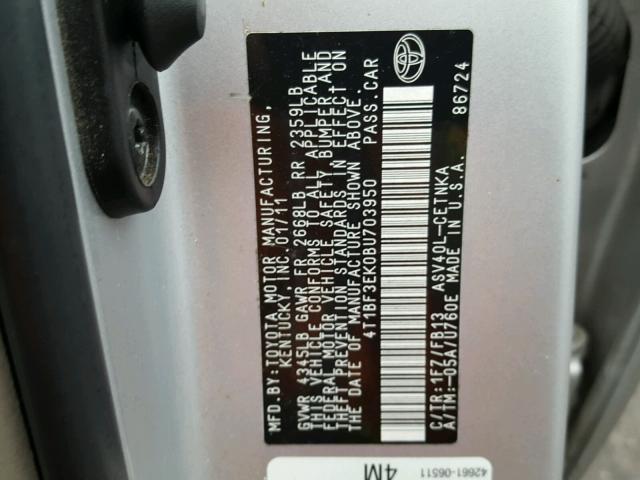 MFD.BY:TOYOTA MOTOR MANUFACTURING,
KENTUCKY, INC. 01/11
GVWR 4345LB GAWR FR 2668LB RR 2359LB
THIS VEHICLE CONFORMS TO ALL APPLICABLE
FEDERAL MOTOR VEHICLE SAFETY, BUMPER, AND
THEFT PREVENTION STANDARDS IN EFFECT ON
THE DATE OF MANUFACTURE SHOWN ABOVE.
4T1BF3EK0BU703950 PASS.CAR
C/TR:1F7/FB13 ASV40L-CETNKA
A/TM:-05A/U760E MADE IN U.S.A.
86724
42661-06511
4M